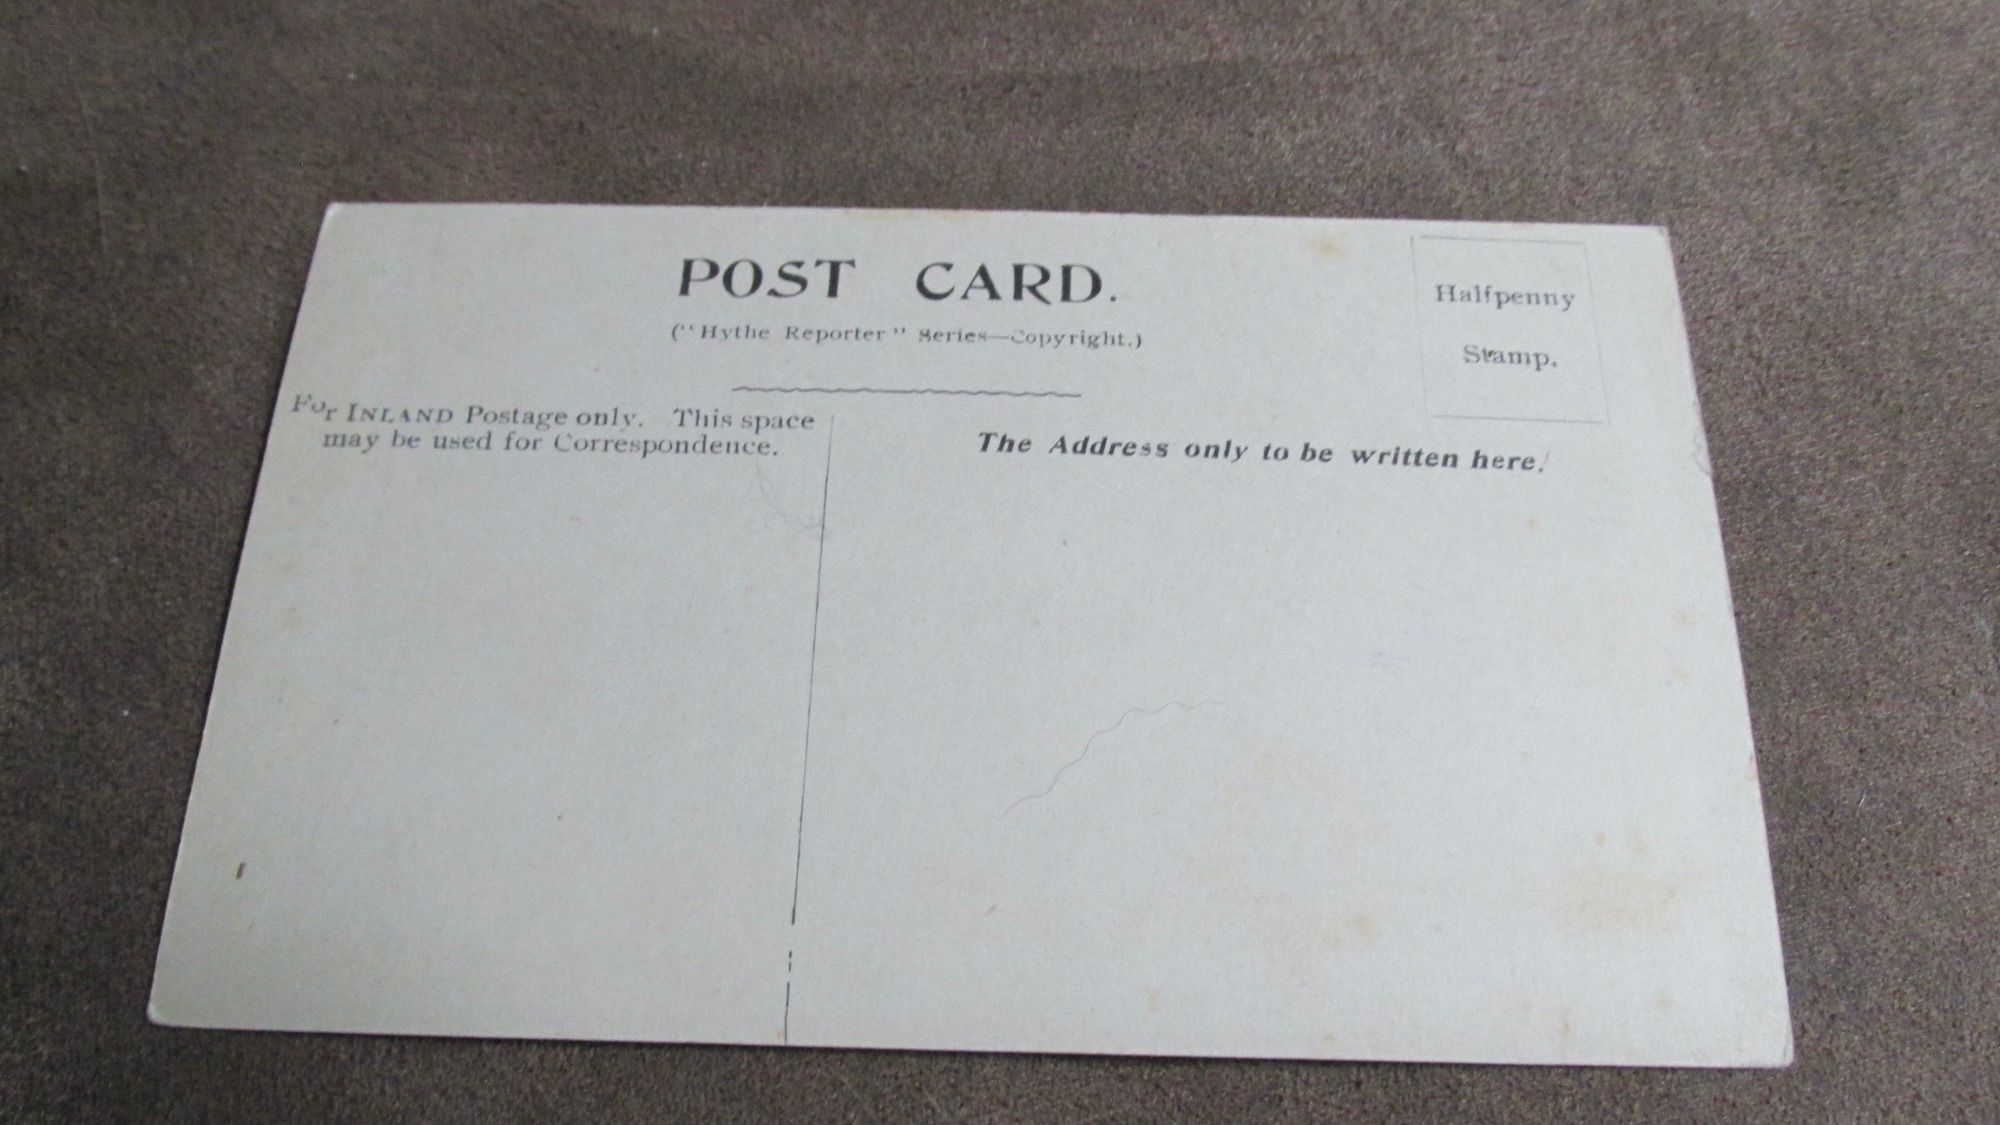 POST CARD.
("Hythe Reporter" Series—Copyright.)
Halfpenny
Stamp.
For INLAND Postage only. This space
may be used for Correspondence.
The Address only to be written here.